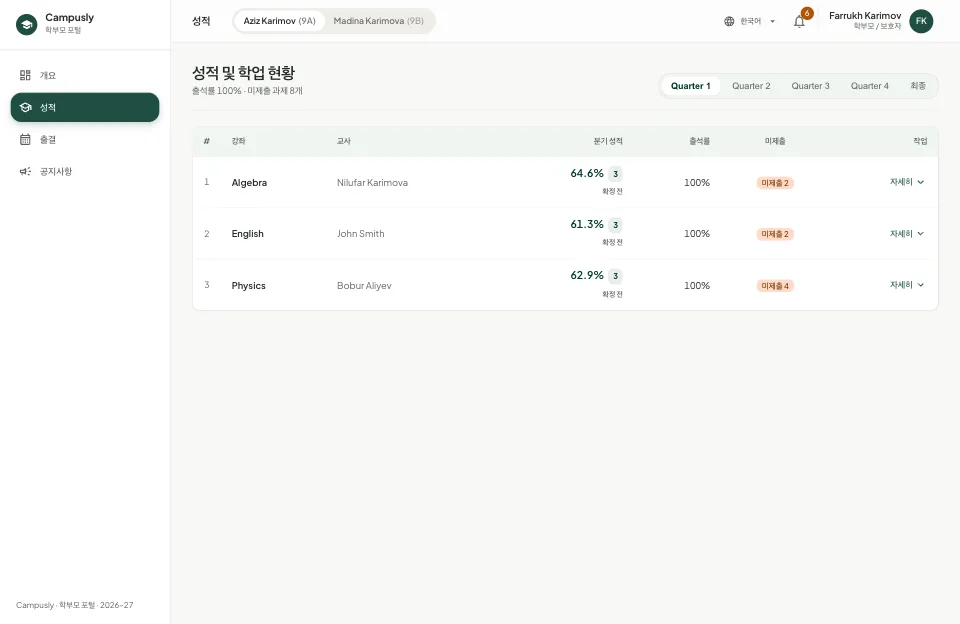 Campusly
학부모 포털
성적
Aziz Karimov (9A)
Madina Karimova (9B)
한국어
6
Farrukh Karimov
학부모 / 보호자
FK
개요
성적
출결
공지사항
성적 및 학업 현황
출석률 100% · 미제출 과제 8개
Quarter 1
Quarter 2
Quarter 3
Quarter 4
최종
# 강좌 교사 분기 성적 출석률 미제출 작업
1 Algebra Nilufar Karimova 64.6% 3 100% 미제출 2 자세히
확정 전
2 English John Smith 61.3% 3 100% 미제출 2 자세히
확정 전
3 Physics Bobur Aliyev 62.9% 3 100% 미제출 4 자세히
확정 전
Campusly · 학부모 포털 · 2026–27